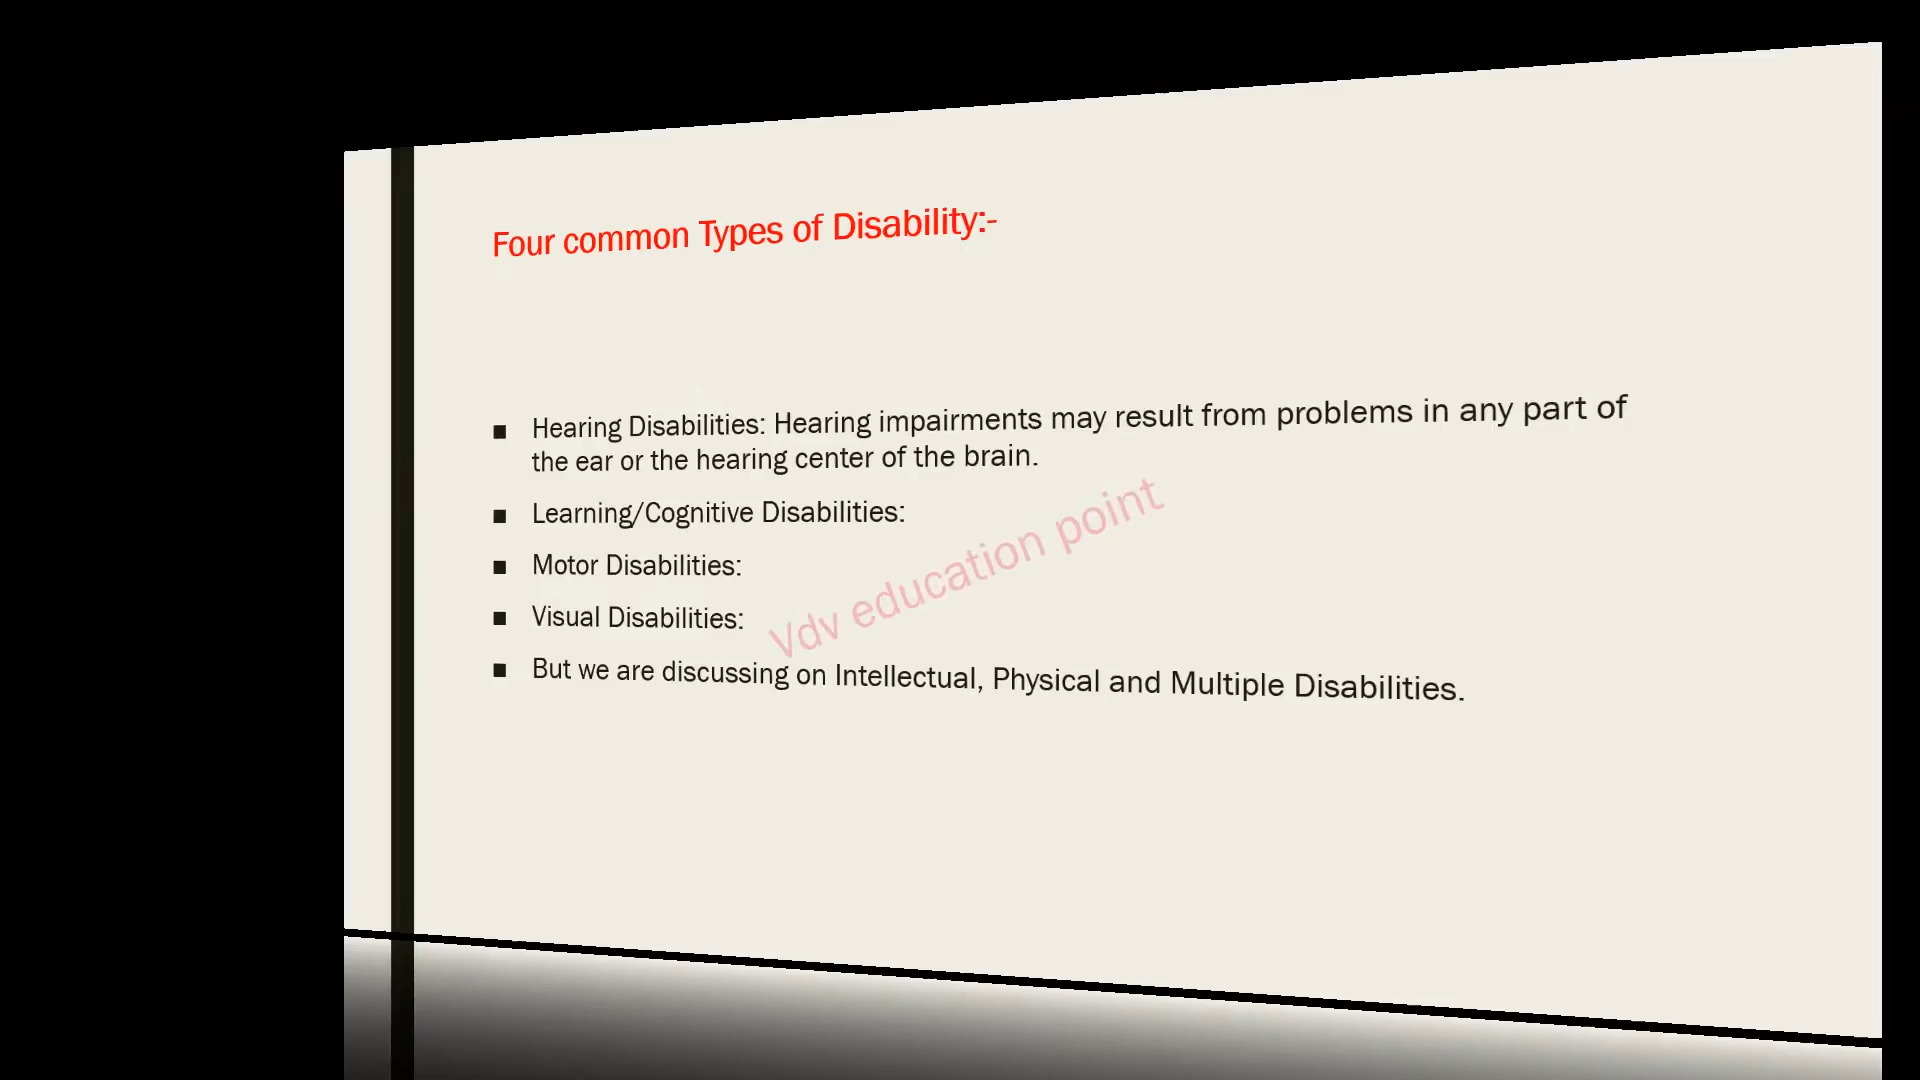 Four common Types of Disability:-
■ Hearing Disabilities: Hearing impairments may result from problems in any part of
the ear or the hearing center of the brain.
■ Learning/Cognitive Disabilities:
■ Motor Disabilities:
■ Visual Disabilities:
■ But we are discussing on Intellectual, Physical and Multiple Disabilities.
Vdv education point